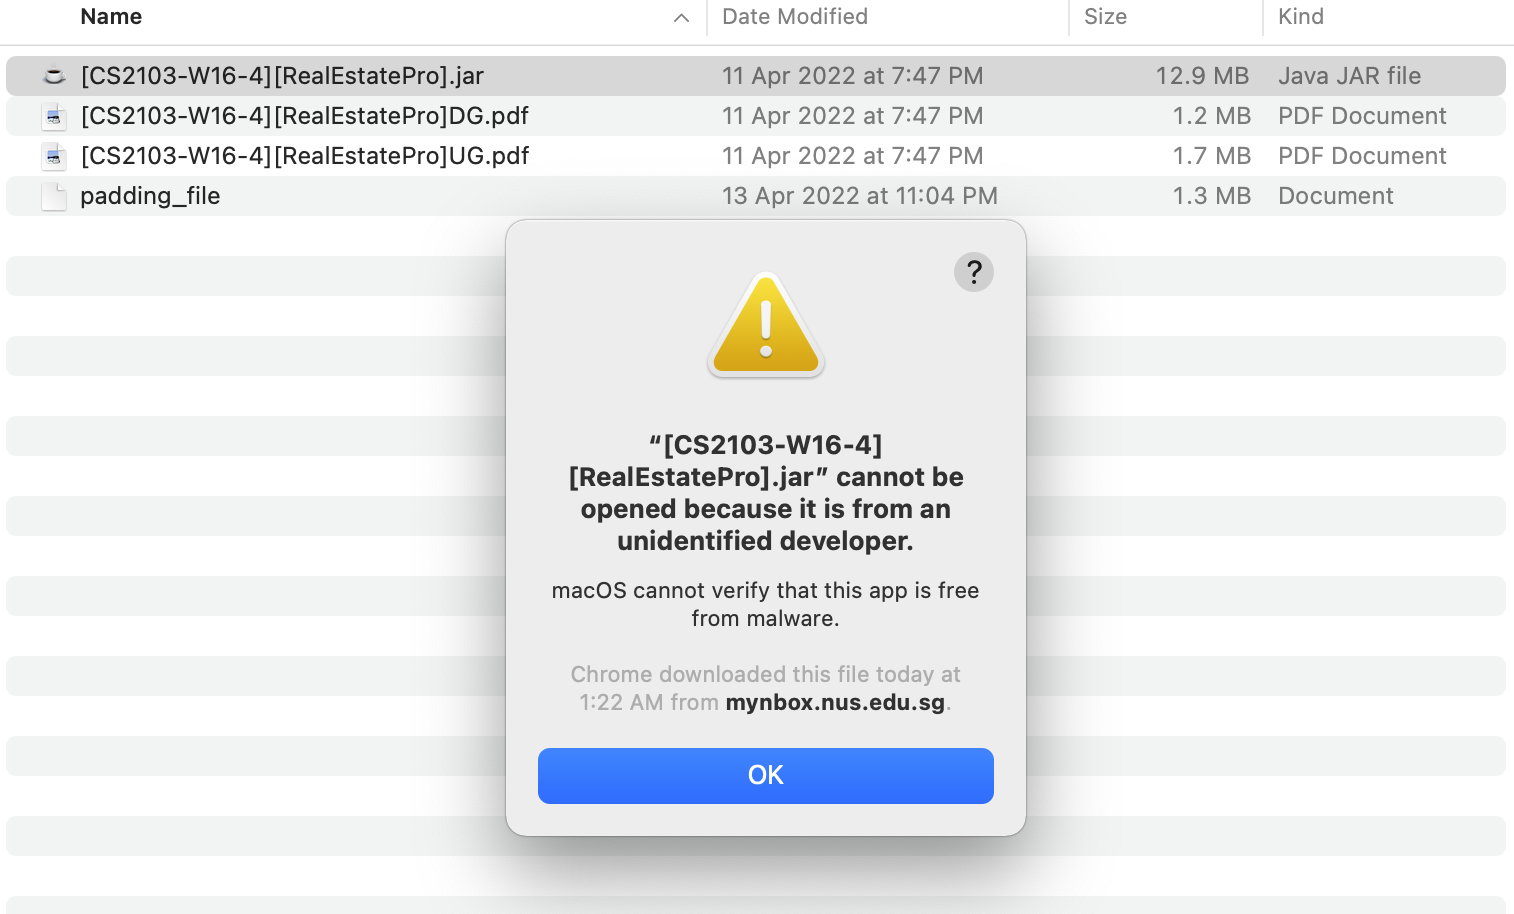 Name Date Modified Size Kind
[CS2103-W16-4][RealEstatePro].jar 11 Apr 2022 at 7:47 PM 12.9 MB Java JAR file
[CS2103-W16-4][RealEstatePro]DG.pdf 11 Apr 2022 at 7:47 PM 1.2 MB PDF Document
[CS2103-W16-4][RealEstatePro]UG.pdf 11 Apr 2022 at 7:47 PM 1.7 MB PDF Document
padding_file 13 Apr 2022 at 11:04 PM 1.3 MB Document
?
“[CS2103-W16-4]
[RealEstatePro].jar” cannot be
opened because it is from an
unidentified developer.
macOS cannot verify that this app is free
from malware.
Chrome downloaded this file today at
1:22 AM from mynbox.nus.edu.sg.
OK